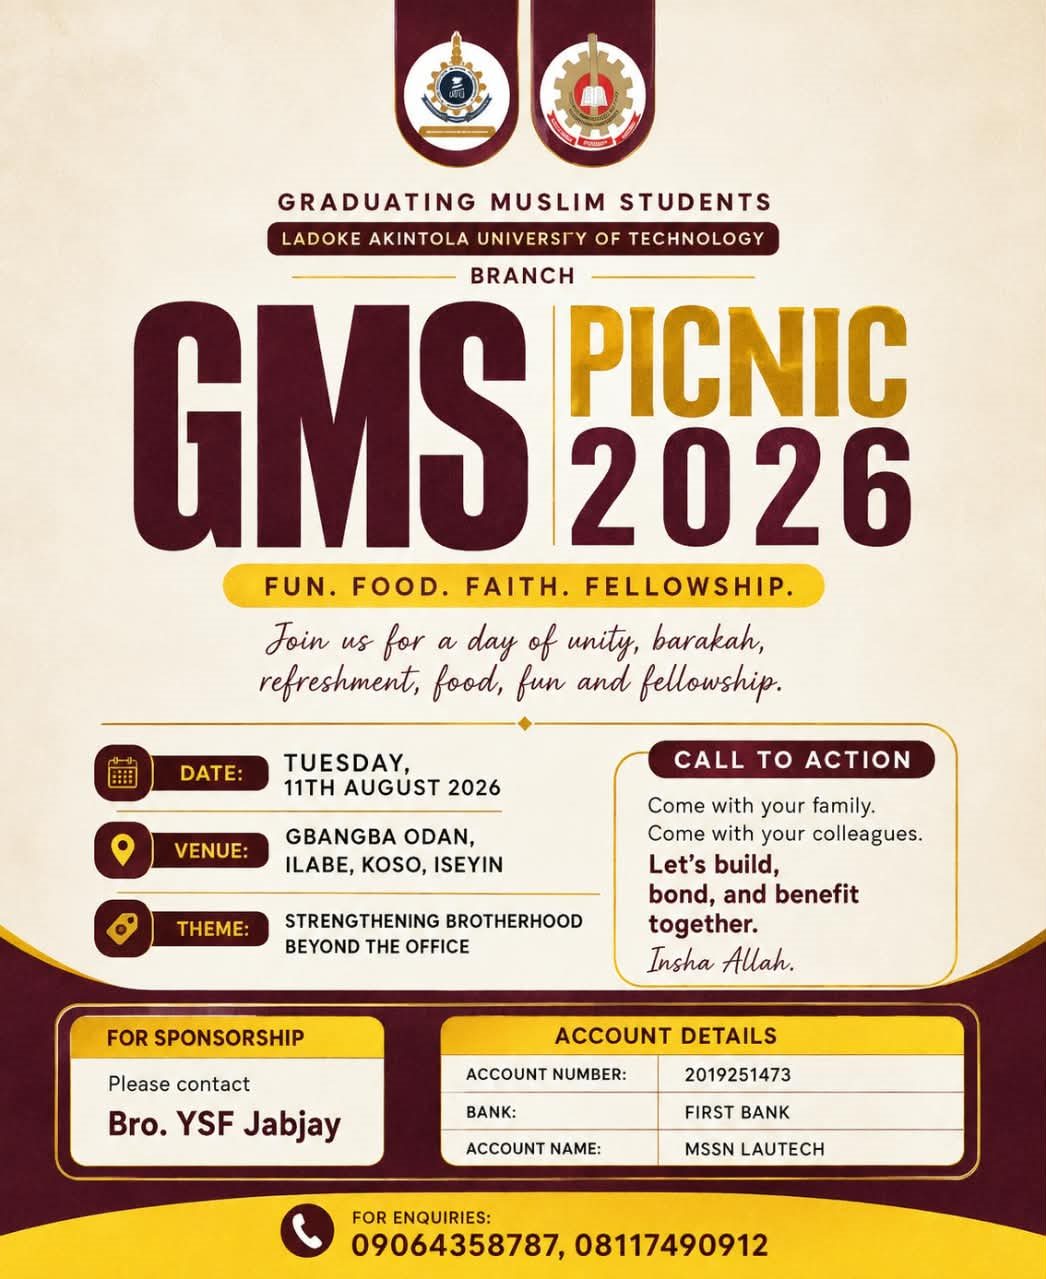 GRADUATING MUSLIM STUDENTS
LADOKE AKINTOLA UNIVERSITY OF TECHNOLOGY
BRANCH
GMS
PICNIC
2026
FUN. FOOD. FAITH. FELLOWSHIP.
Join us for a day of unity, barakah,
refreshment, food, fun and fellowship.
DATE:
TUESDAY,
11TH AUGUST 2026
VENUE:
GBANGBA ODAN,
ILABE, KOSO, ISEYIN
THEME:
STRENGTHENING BROTHERHOOD
BEYOND THE OFFICE
CALL TO ACTION
Come with your family.
Come with your colleagues.
Let's build,
bond, and benefit
together.
Insha Allah.
FOR SPONSORSHIP
Please contact
Bro. YSF Jabjay
ACCOUNT DETAILS
ACCOUNT NUMBER: 2019251473
BANK: FIRST BANK
ACCOUNT NAME: MSSN LAUTECH
FOR ENQUIRIES:
09064358787, 08117490912